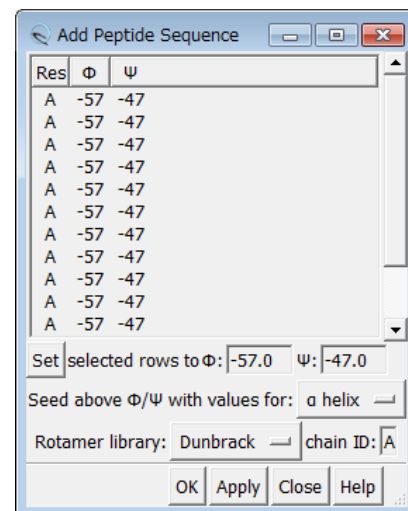 Add Peptide Sequence
Res Φ Ψ
A -57 -47
A -57 -47
A -57 -47
A -57 -47
A -57 -47
A -57 -47
A -57 -47
A -57 -47
A -57 -47
A -57 -47
A -57 -47
Set selected rows to Φ: -57.0 Ψ: -47.0
Seed above Φ/Ψ with values for: α helix
Rotamer library: Dunbrack chain ID: A
OK Apply Close Help